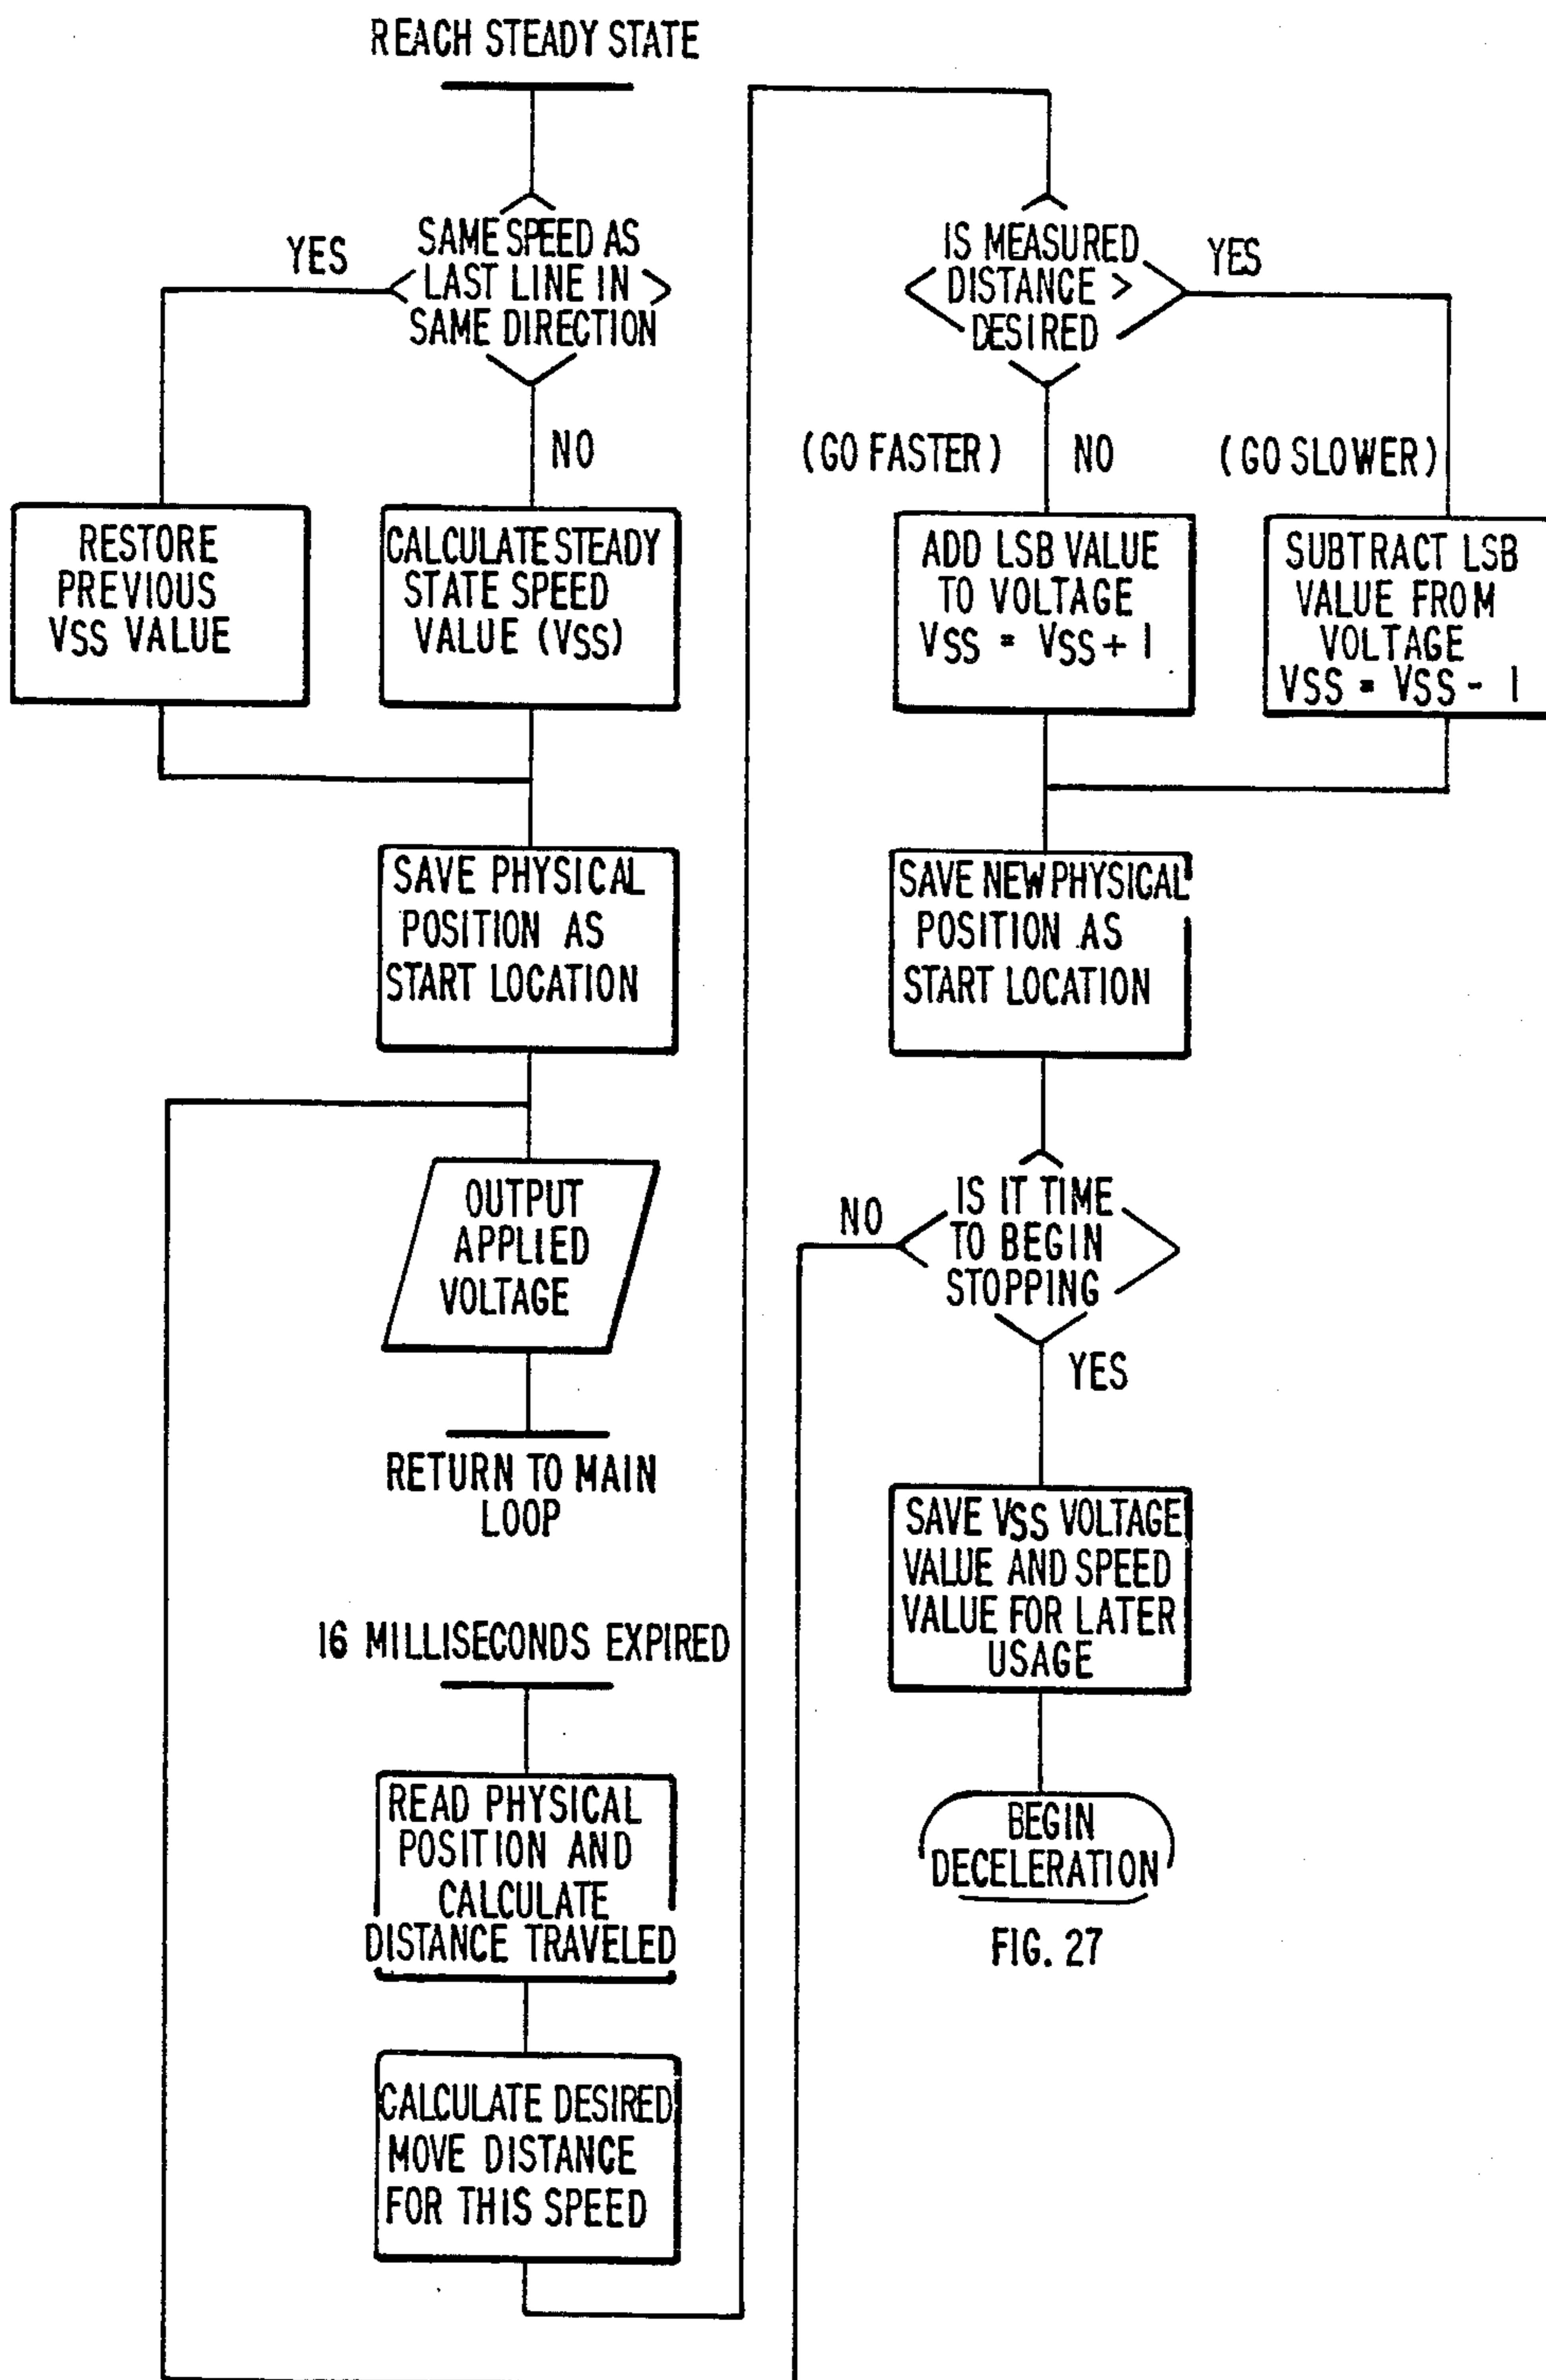 REACH STEADY STATE
SAME SPEED AS
LAST LINE IN
SAME DIRECTION
YES
NO
RESTORE
PREVIOUS
VSS VALUE
CALCULATE STEADY
STATE SPEED
VALUE (VSS)
SAVE PHYSICAL
POSITION AS
START LOCATION
OUTPUT
APPLIED
VOLTAGE
RETURN TO MAIN
LOOP
16 MILLISECONDS EXPIRED
READ PHYSICAL
POSITION AND
CALCULATE
DISTANCE TRAVELED
CALCULATE DESIRED
MOVE DISTANCE
FOR THIS SPEED
IS MEASURED
DISTANCE >
DESIRED
YES
(GO FASTER)
NO
(GO SLOWER)
ADD LSB VALUE
TO VOLTAGE
VSS = VSS + 1
SUBTRACT LSB
VALUE FROM
VOLTAGE
VSS = VSS - 1
SAVE NEW PHYSICAL
POSITION AS
START LOCATION
IS IT TIME
TO BEGIN
STOPPING
NO
YES
SAVE VSS VOLTAGE
VALUE AND SPEED
VALUE FOR LATER
USAGE
BEGIN
DECELERATION
FIG. 27